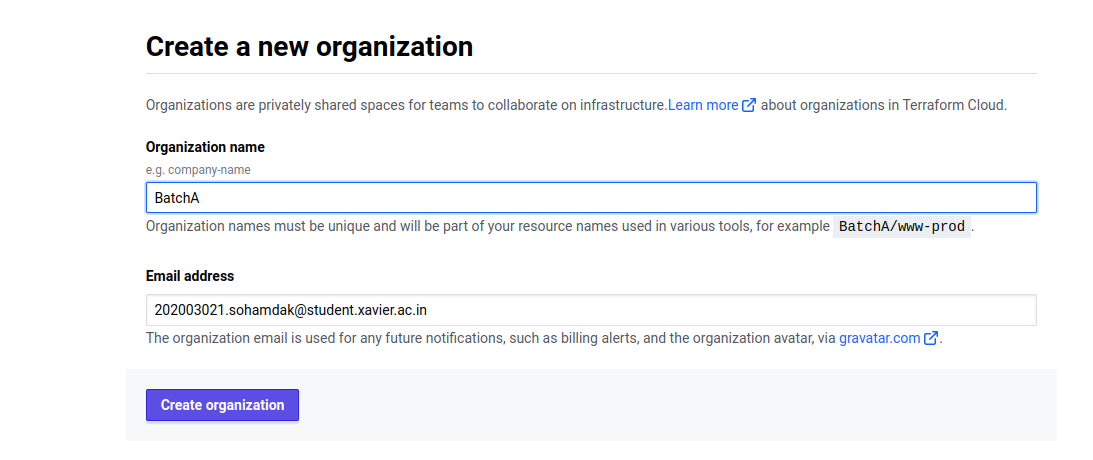 Create a new organization
Organizations are privately shared spaces for teams to collaborate on infrastructure.Learn more about organizations in Terraform Cloud.
Organization name
e.g. company-name
BatchA
Organization names must be unique and will be part of your resource names used in various tools, for example BatchA/www-prod .
Email address
202003021.sohamdak@student.xavier.ac.in
The organization email is used for any future notifications, such as billing alerts, and the organization avatar, via gravatar.com .
Create organization